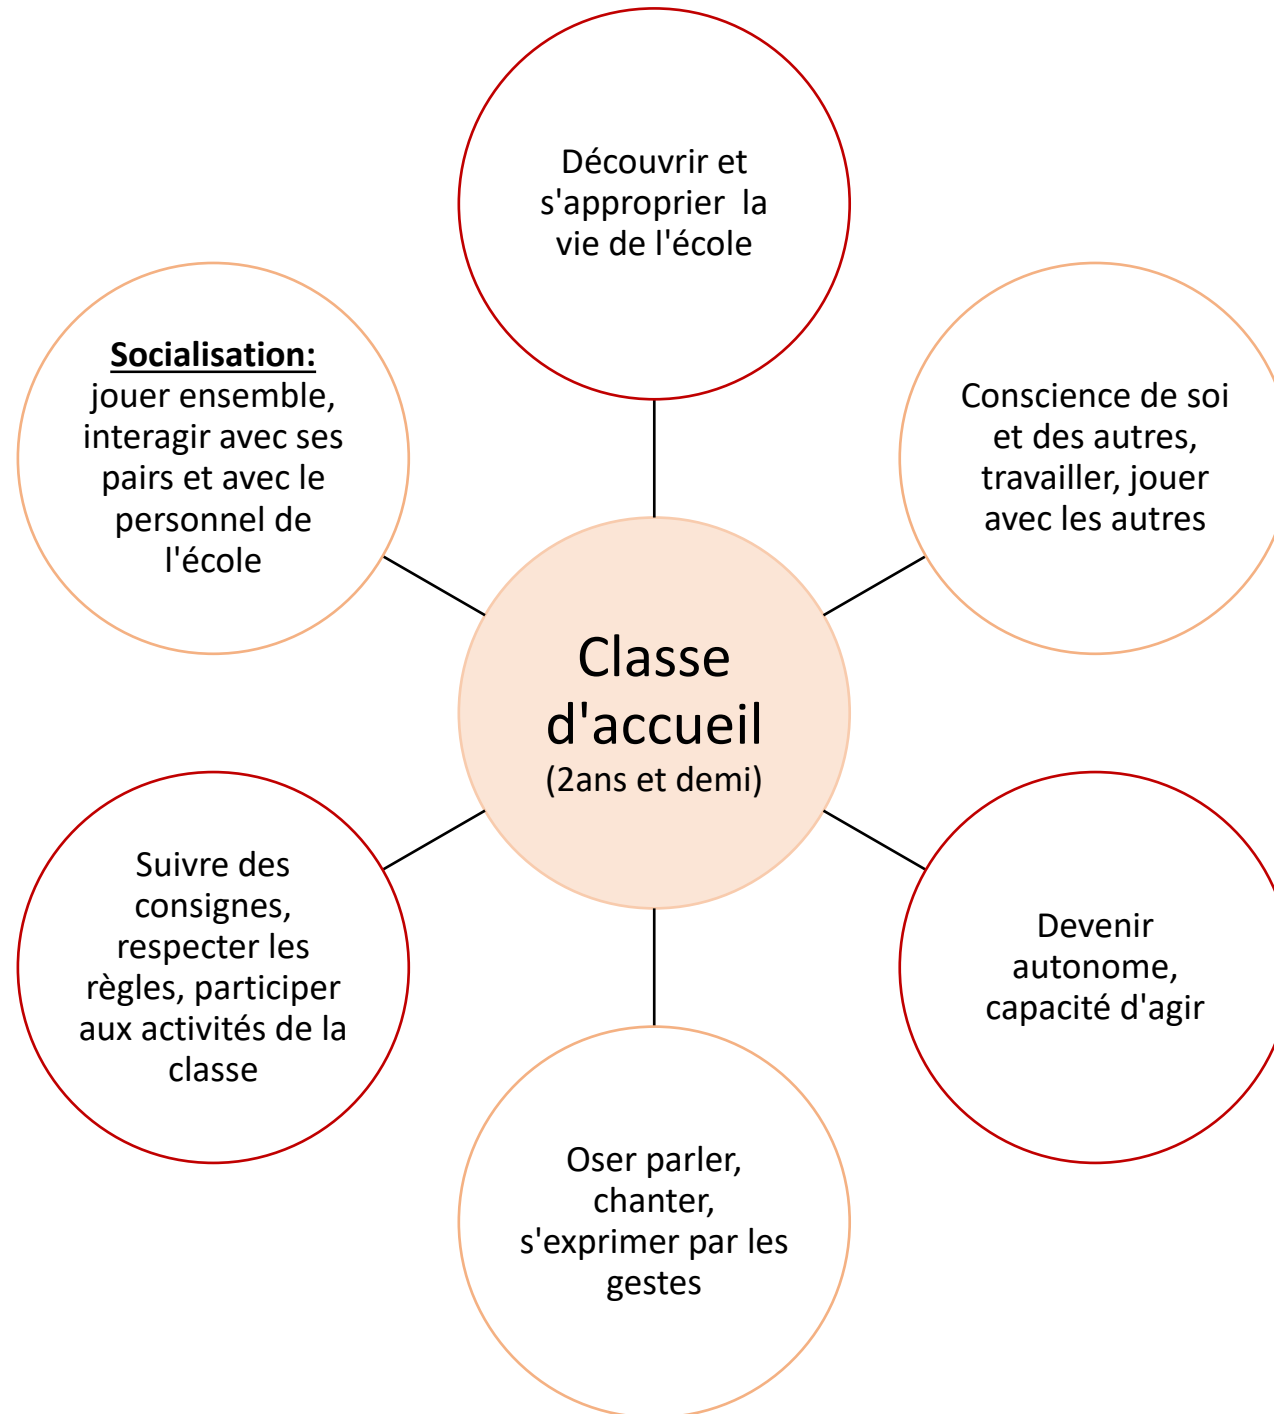 Découvrir et
s'approprier  la
vie de l'école
Socialisation:
jouer ensemble,
interagir avec ses
pairs et avec le
personnel de
l'école
Conscience de soi
et des autres,
travailler, jouer
avec les autres
Classe
d'accueil
(2ans et demi)
Suivre des
consignes,
respecter les
règles, participer
aux activités de la
classe
Devenir
autonome,
capacité d'agir
Oser parler,
chanter,
s'exprimer par les
gestes